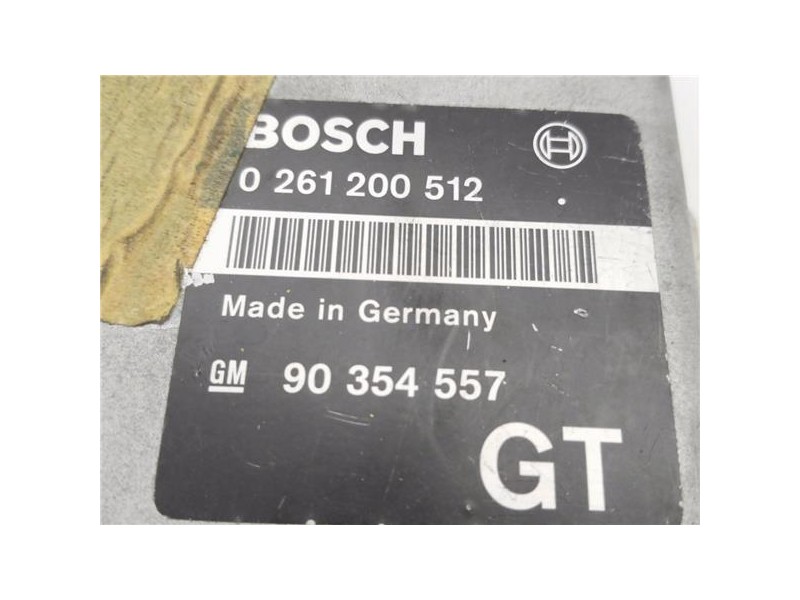 BOSCH
0 261 200 512
Made in Germany
GM 90 354 557
GT